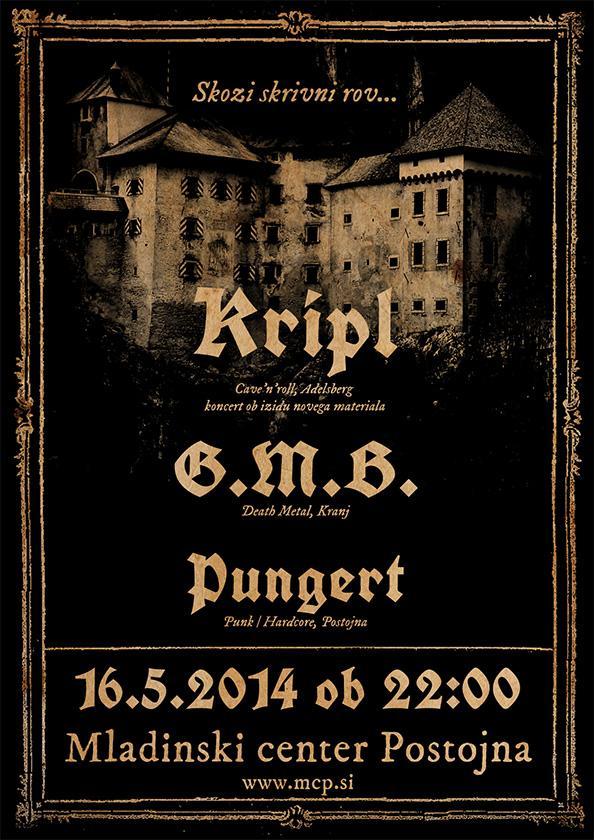 Skozi skrivni rov...
Kripl
Cave'n'roll, Adelsberg
koncert ob izidu novega materiala
G.M.B.
Death Metal, Kranj
Pungert
Punk / Hardcore, Postojna
16.5.2014 ob 22:00
Mladinski center Postojna
www.mcp.si